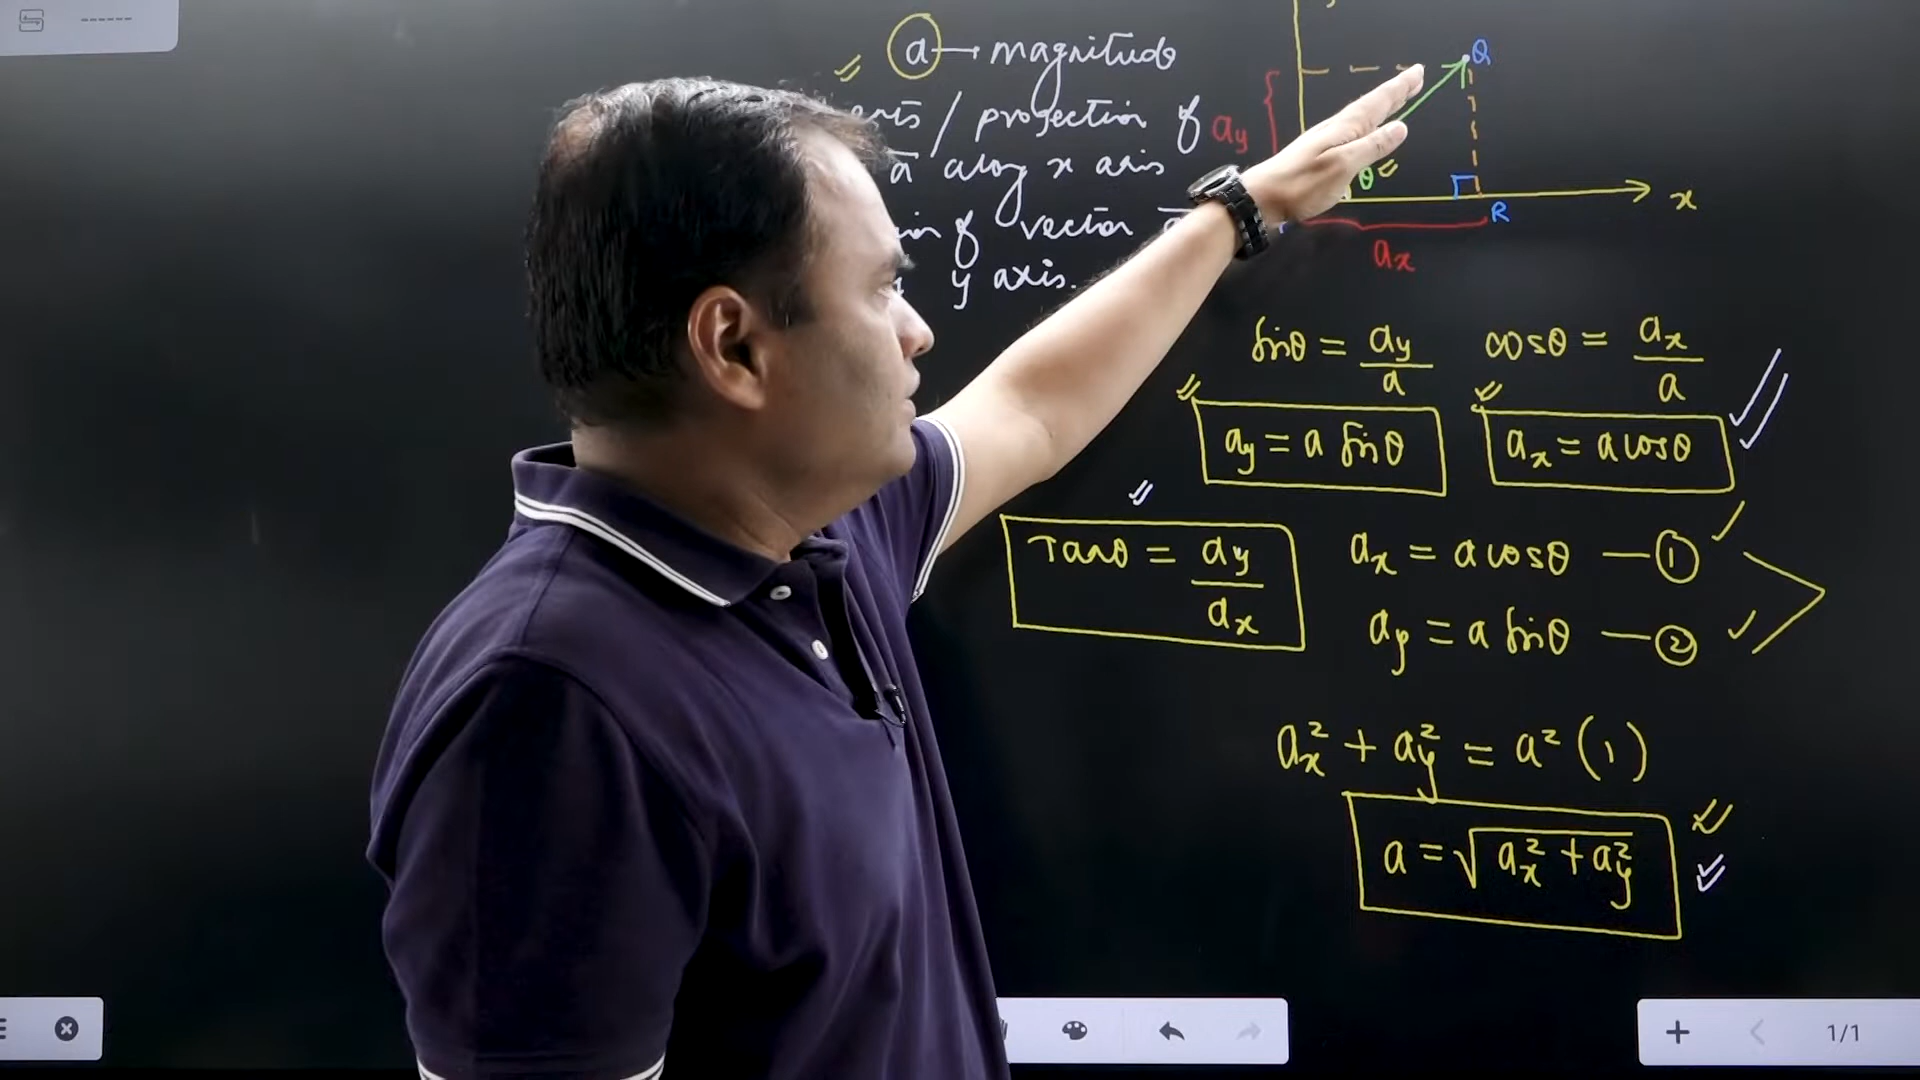 a → magnitude
/ projection of
a along x axis
of vector
y axis.
ay
Q
θ
x
R
ax
sinθ = ay/a
cosθ = ax/a
ay = a sinθ
ax = a cosθ
Tanθ = ay/ax
ax = a cosθ — ①
ay = a sinθ — ②
ax² + ay² = a² (1)
a = √ax² + ay²
1/1